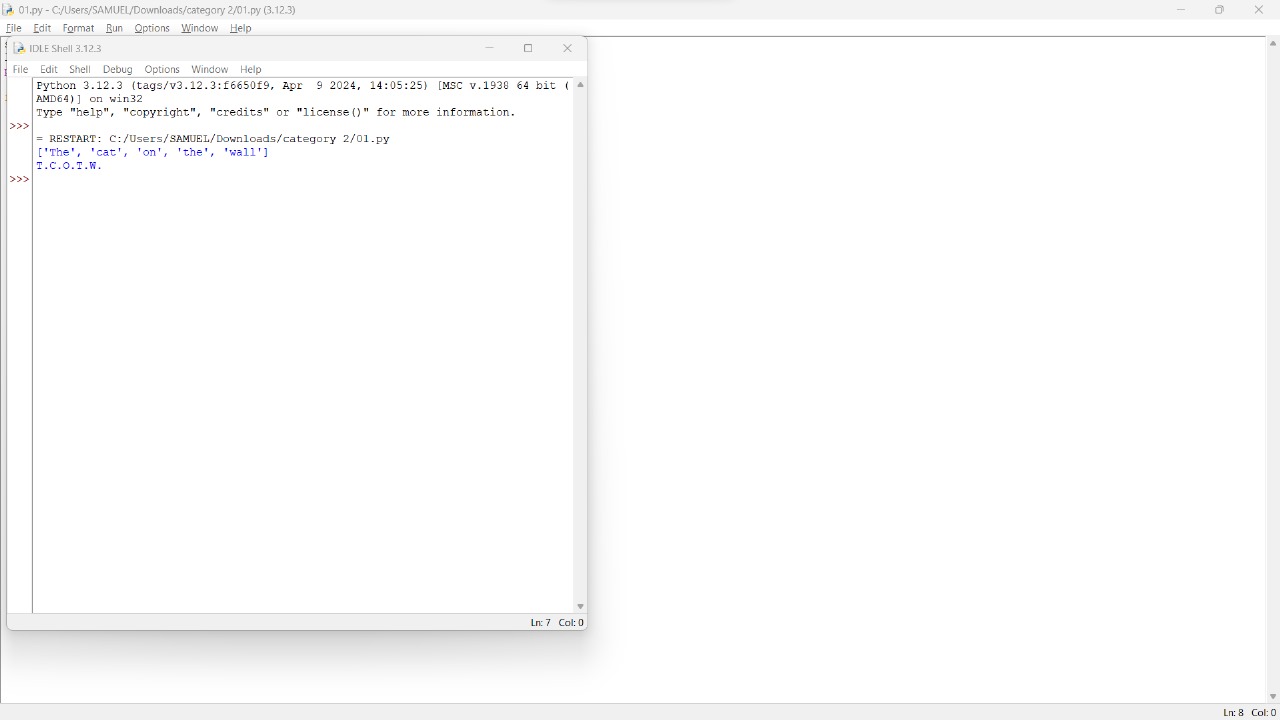 01.py - C:/Users/SAMUEL/Downloads/category 2/01.py (3.12.3)
File Edit Format Run Options Window Help
IDLE Shell 3.12.3
File Edit Shell Debug Options Window Help
Python 3.12.3 (tags/v3.12.3:f6650f9, Apr  9 2024, 14:05:25) [MSC v.1938 64 bit (
AMD64)] on win32
Type "help", "copyright", "credits" or "license()" for more information.
>>>
= RESTART: C:/Users/SAMUEL/Downloads/category 2/01.py
['The', 'cat', 'on', 'the', 'wall']
T.C.O.T.W.
>>>
Ln: 7 Col: 0
Ln: 8 Col: 0